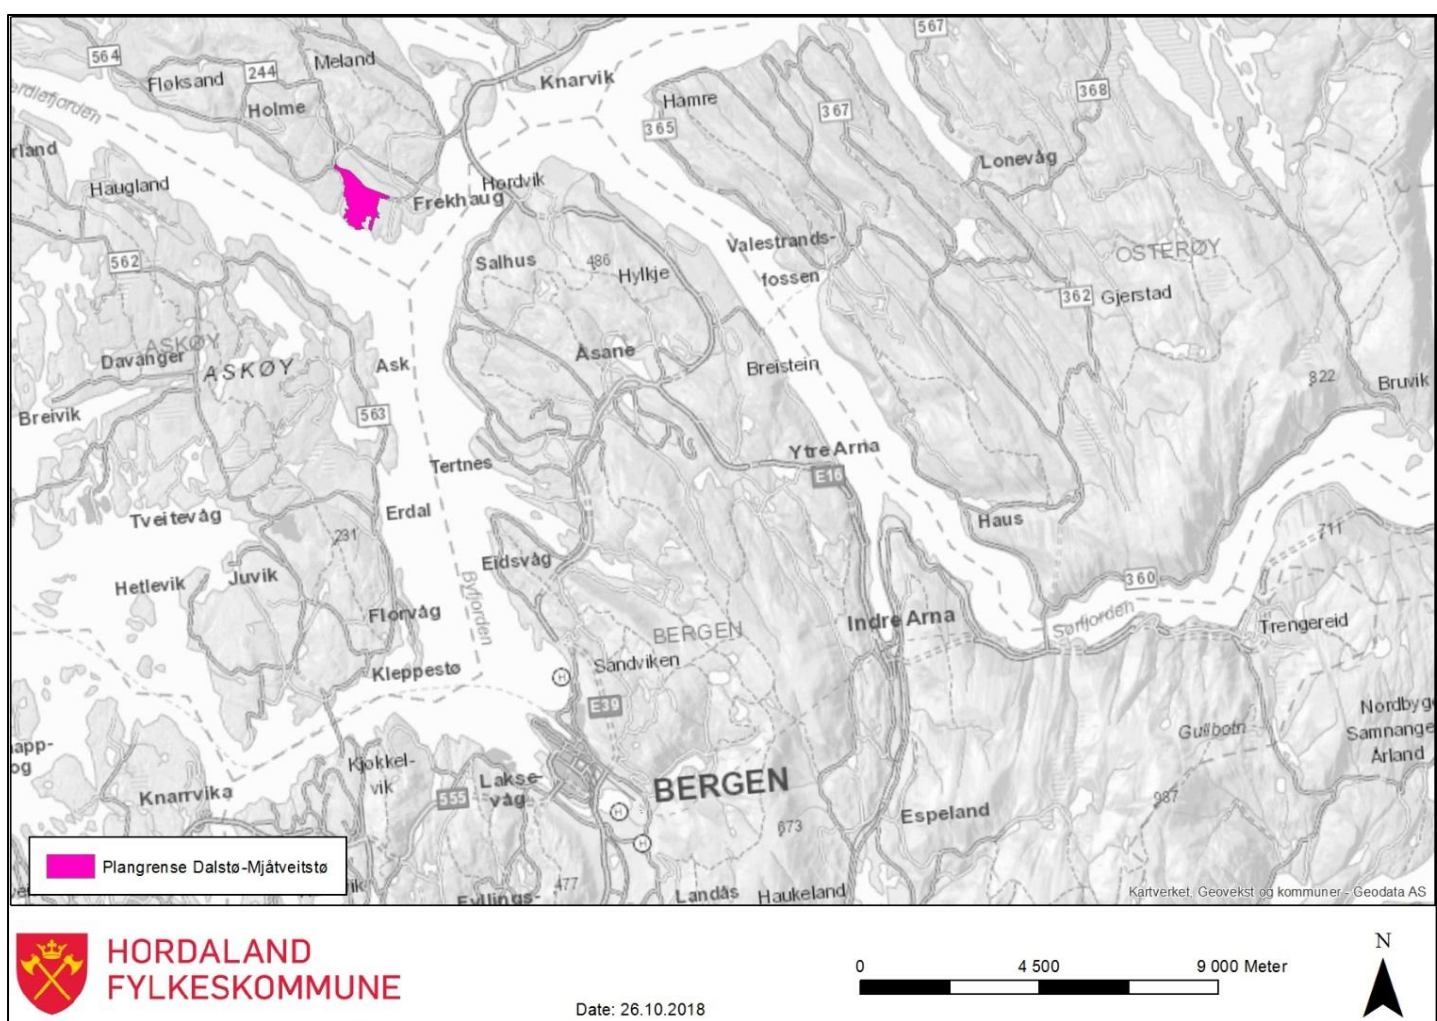 567
564
Meland
Fløksand
244
Knarvik
Holme
368
Hamre
367
365
Lonevåg
Haugland
Hordvik
Frekhaug
Valestrands-
fossen
OSTERØY
562
Salhus
486
Hylkje
362
Gjerstad
ASKØY
Davanger
ASKØY
Ask
Åsane
Breistein
822
Bruvik
Breivik
563
Tertnes
Ytre Arna
E16
Tveitevåg
Erdal
Haus
231
711
Eidsvåg
Hetlevik
Juvik
360
Byfjorden
Florvåg
Indre Arna
Sørfjorden
BERGEN
Trengereid
Sandviken
Kleppestø
H
E39
Gullbotn
Kjøkkel-
vik
Lakse-
våg
BERGEN
Knarrvika
555
987
H
Espeland
673
H
477
Landås
Haukeland
Årland
Plangrense Dalstø-Mjåtveitstø
Kartverket, Geovekst og kommuner - Geodata AS
HORDALAND
FYLKESKOMMUNE
Date: 26.10.2018
0
4 500
9 000 Meter
N